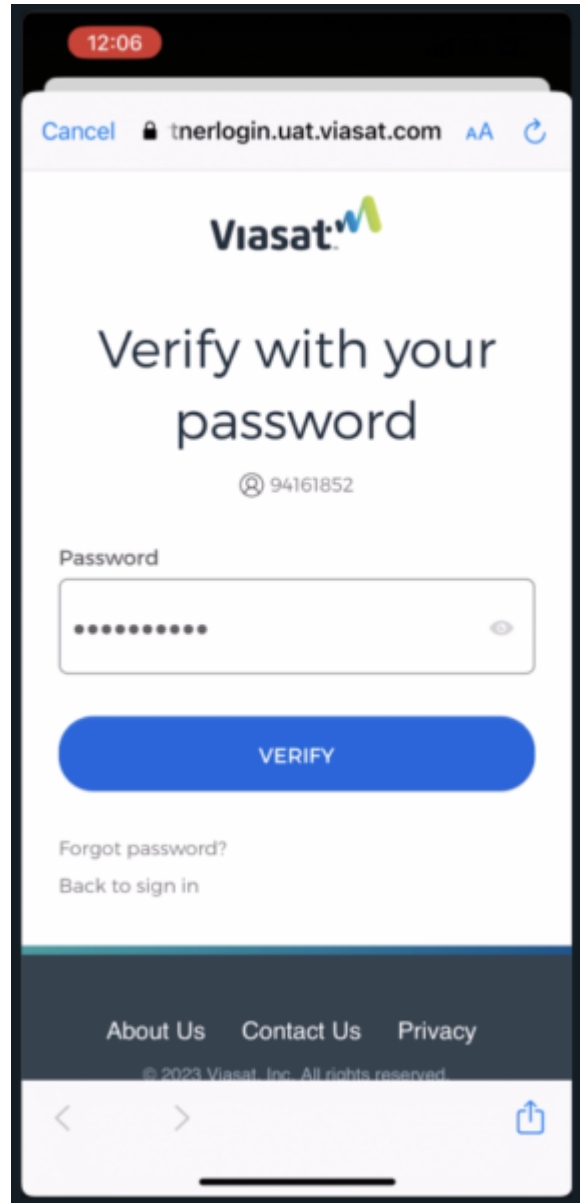 12:06
Cancel tnerlogin.uat.viasat.com AA
Viasat™
Verify with your
password
94161852
Password
••••••••••
VERIFY
Forgot password?
Back to sign in
About Us Contact Us Privacy
© 2023 Viasat, Inc. All rights reserved.